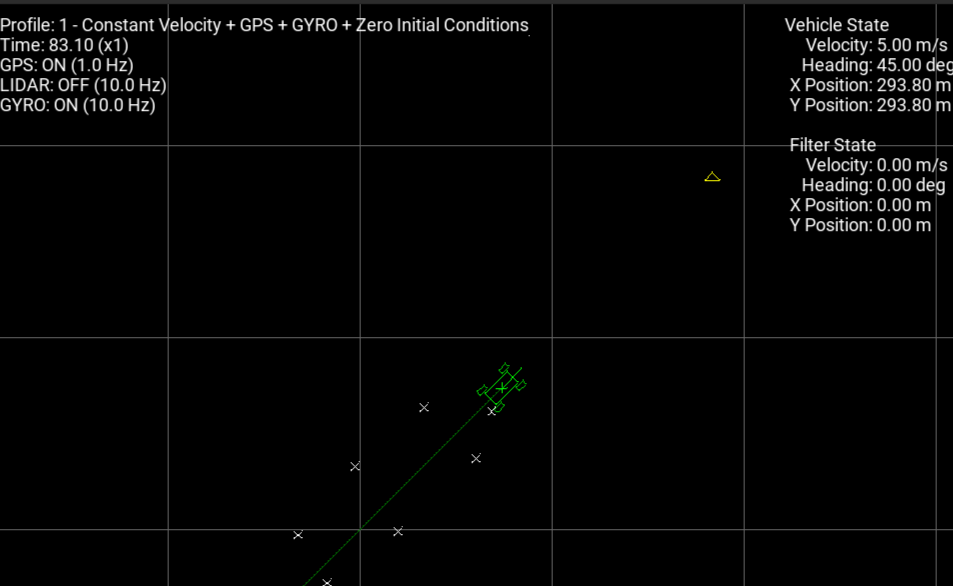 Profile: 1 - Constant Velocity + GPS + GYRO + Zero Initial Conditions
Time: 83.10 (x1)
GPS: ON (1.0 Hz)
LIDAR: OFF (10.0 Hz)
GYRO: ON (10.0 Hz)
Vehicle State
Velocity: 5.00 m/s
Heading: 45.00 deg
X Position: 293.80 m
Y Position: 293.80 m
Filter State
Velocity: 0.00 m/s
Heading: 0.00 deg
X Position: 0.00 m
Y Position: 0.00 m